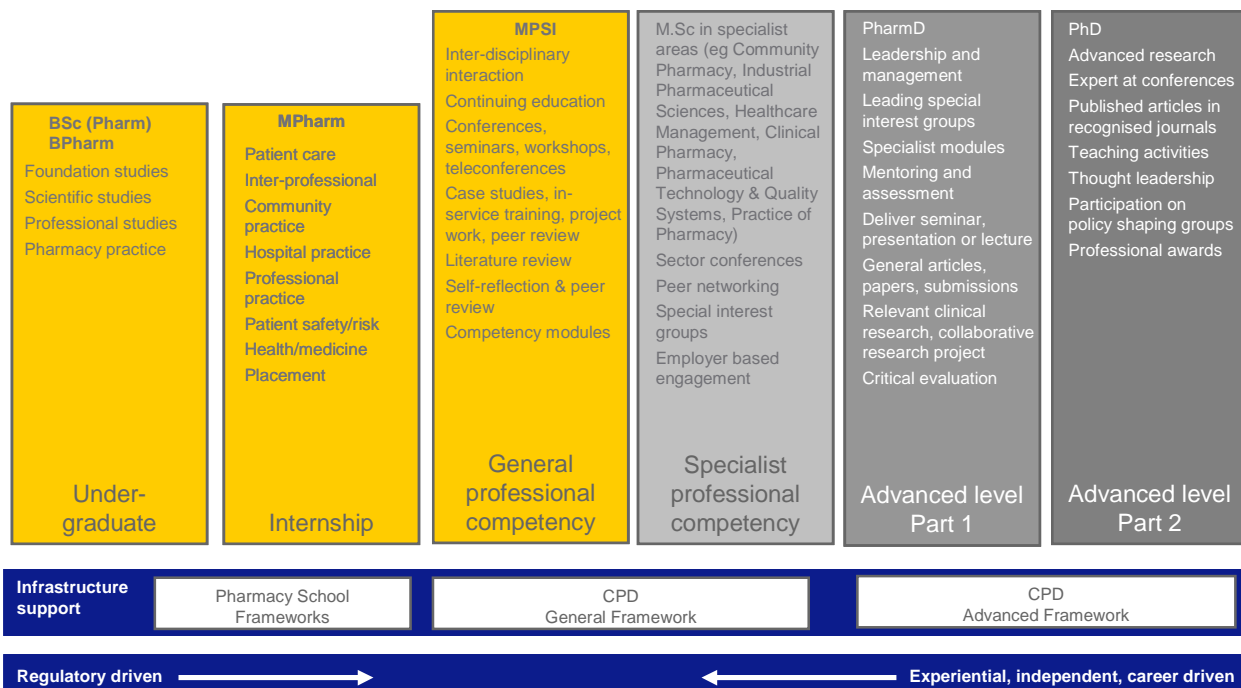 BSc (Pharm)
BPharm
Foundation studies
Scientific studies
Professional studies
Pharmacy practice
Under-
graduate
MPharm
Patient care
Inter-professional
Community
practice
Hospital practice
Professional
practice
Patient safety/risk
Health/medicine
Placement
Internship
MPSI
Inter-disciplinary
interaction
Continuing education
Conferences,
seminars, workshops,
teleconferences
Case studies, in-
service training, project
work, peer review
Literature review
Self-reflection & peer
review
Competency modules
General
professional
competency
M.Sc in specialist
areas (eg Community
Pharmacy, Industrial
Pharmaceutical
Sciences, Healthcare
Management, Clinical
Pharmacy,
Pharmaceutical
Technology & Quality
Systems, Practice of
Pharmacy)
Sector conferences
Peer networking
Special interest
groups
Employer based
engagement
Specialist
professional
competency
PharmD
Leadership and
management
Leading special
interest groups
Specialist modules
Mentoring and
assessment
Deliver seminar,
presentation or lecture
General articles,
papers, submissions
Relevant clinical
research, collaborative
research project
Critical evaluation
Advanced level
Part 1
PhD
Advanced research
Expert at conferences
Published articles in
recognised journals
Teaching activities
Thought leadership
Participation on
policy shaping groups
Professional awards
Advanced level
Part 2
Infrastructure
support
Pharmacy School
Frameworks
CPD
General Framework
CPD
Advanced Framework
Regulatory driven
Experiential, independent, career driven